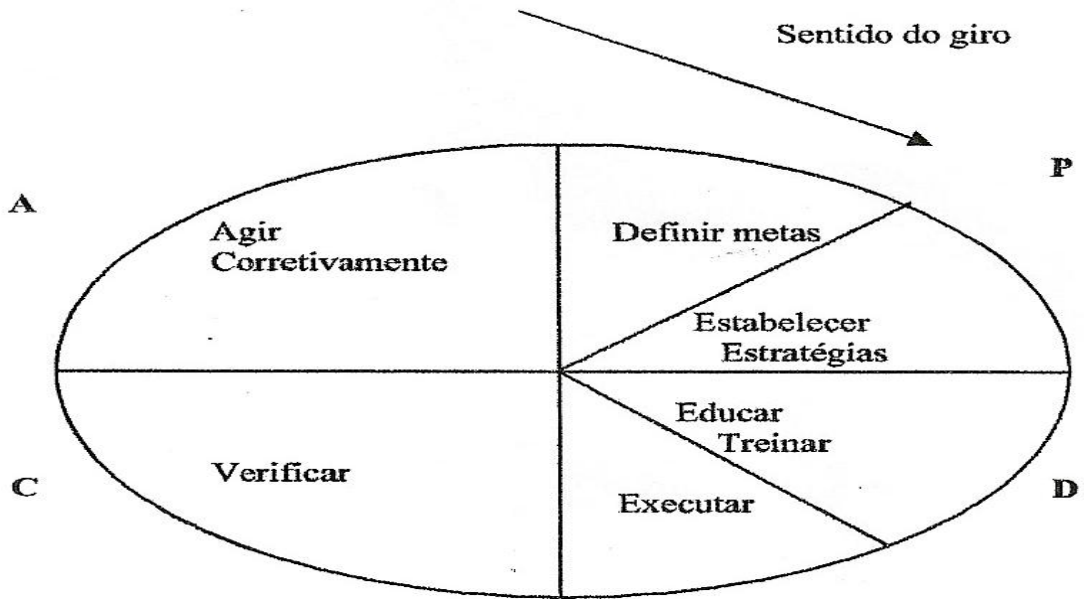 Sentido do giro
P
A
Agir
Corretivamente
Definir metas
Estabelecer
Estratégias
Educar
Treinar
C
Verificar
Executar
D